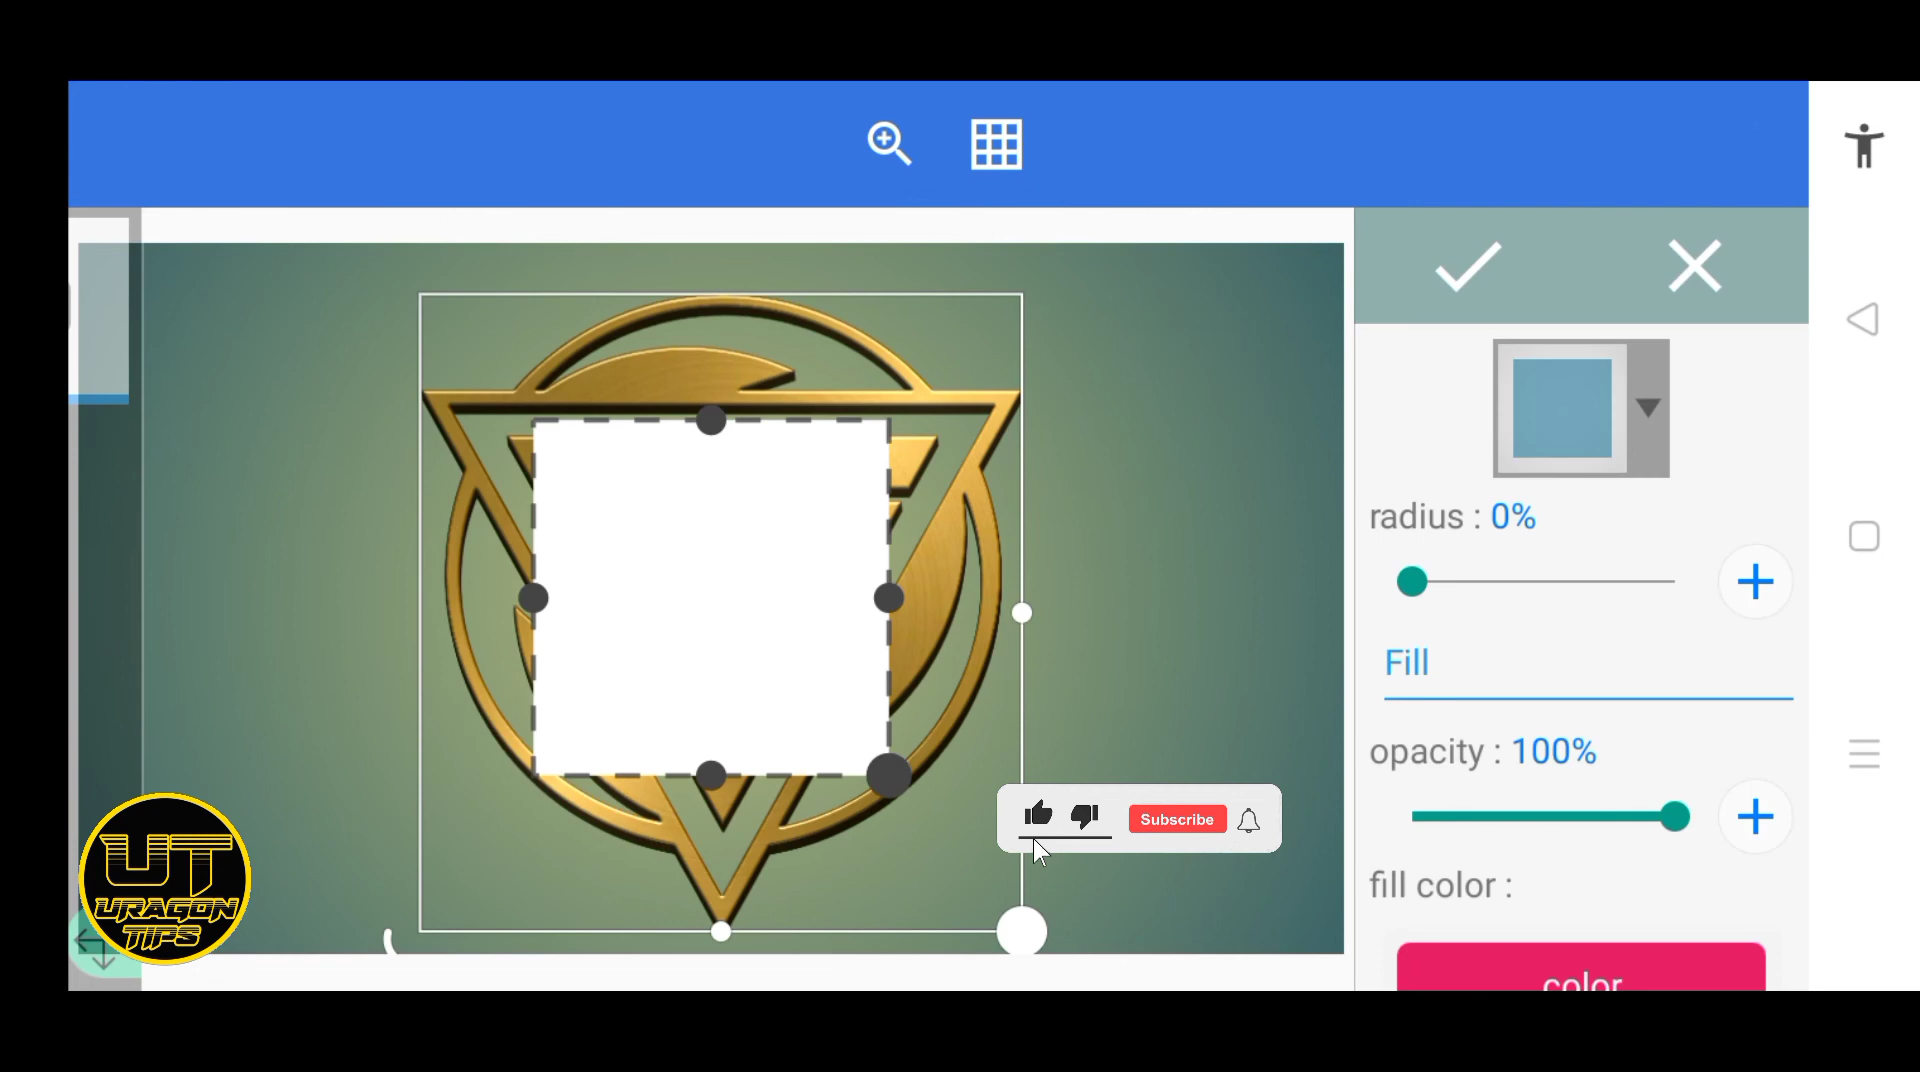 radius : 0%
Fill
opacity : 100%
fill color :
color
Subscribe
UT
URAGON
TIPS